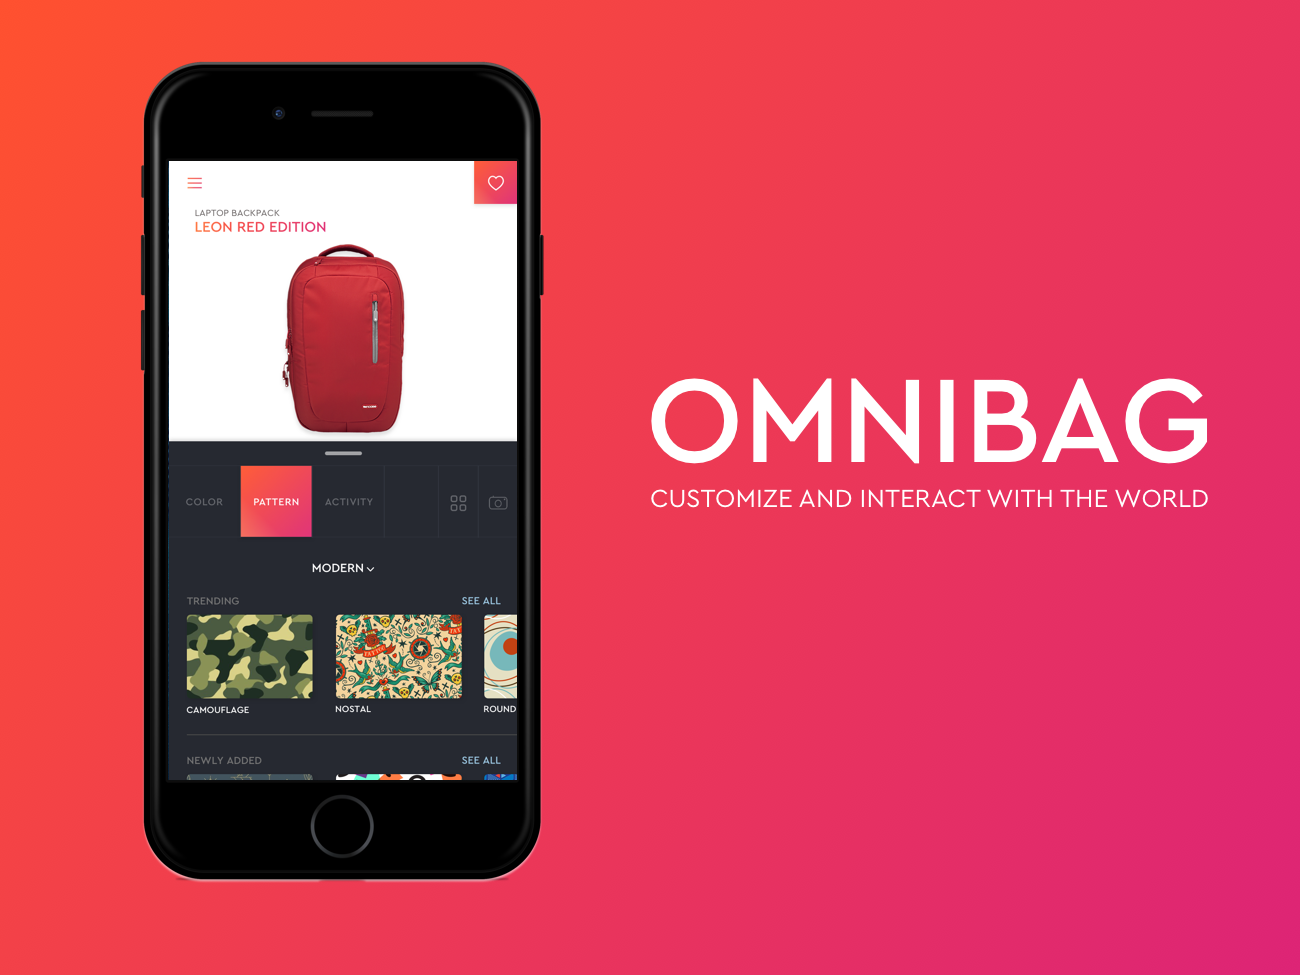 LAPTOP BACKPACK
LEON RED EDITION
COLOR
PATTERN
ACTIVITY
MODERN
TRENDING
SEE ALL
TATTOO
CAMOUFLAGE
NOSTAL
ROUND
NEWLY ADDED
SEE ALL
OMNIBAG
CUSTOMIZE AND INTERACT WITH THE WORLD